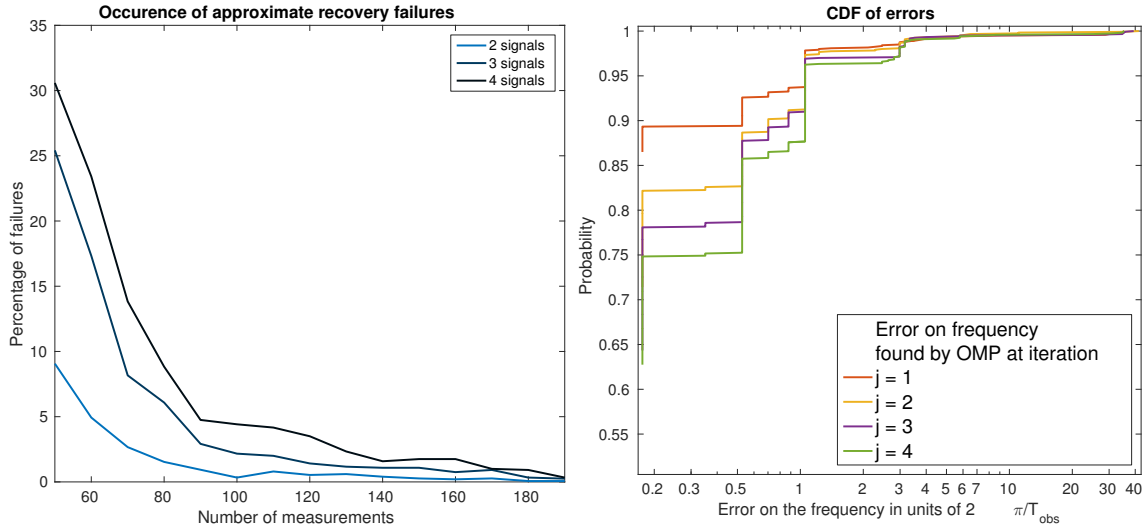 Occurence of approximate recovery failures
35
30
25
20
15
10
5
0
Percentage of failures
2 signals
3 signals
4 signals
60
80
100
120
140
160
180
Number of measurements
CDF of errors
1
0.95
0.9
0.85
0.8
0.75
0.7
0.65
0.6
0.55
Probability
Error on frequency
found by OMP at iteration
j = 1
j = 2
j = 3
j = 4
0.2 0.3 0.5 1 2 3 4 5 6 7 10 20 30 40
Error on the frequency in units of 2 π/T_obs